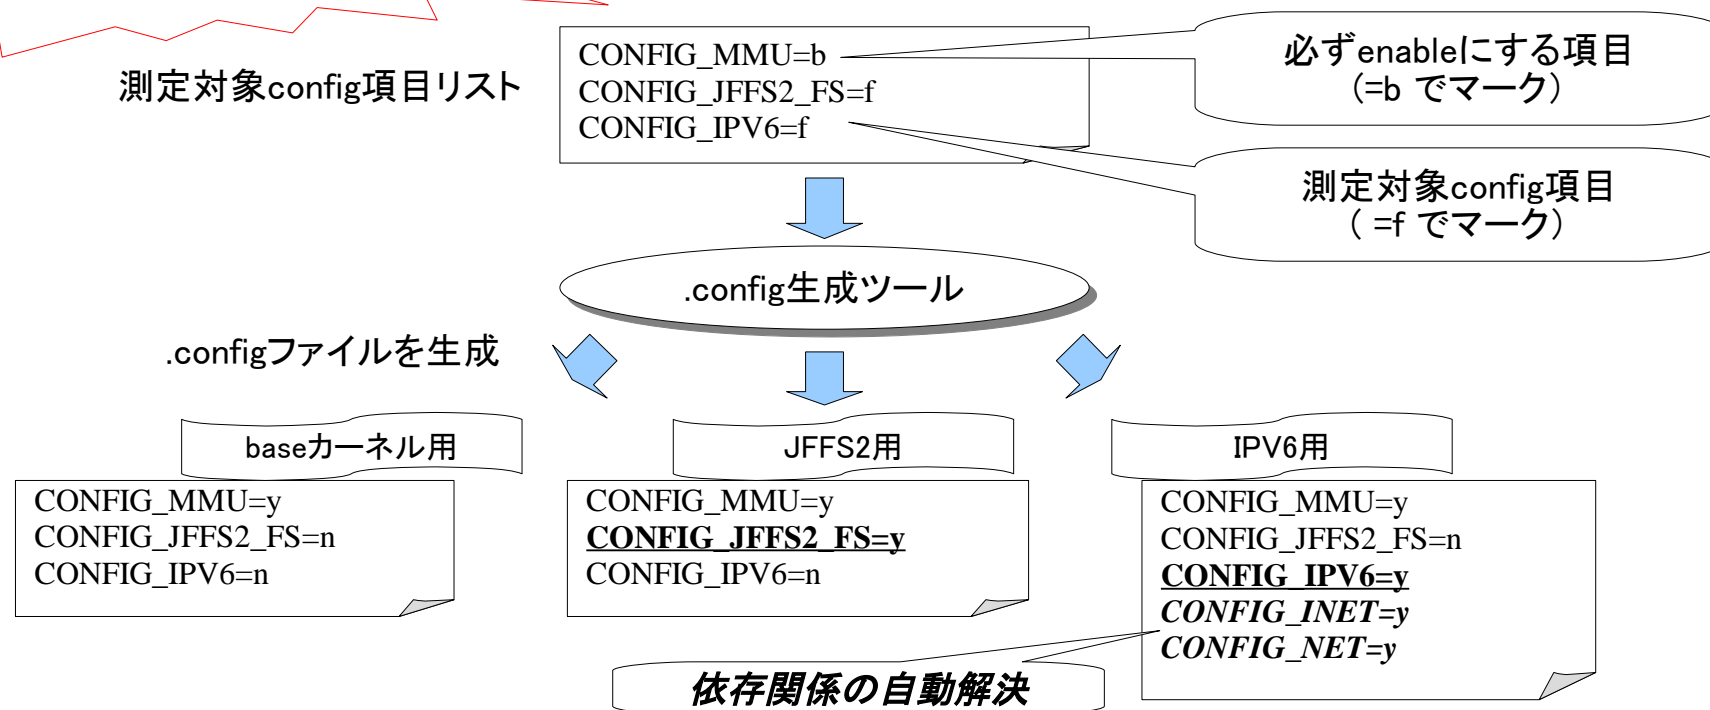 測定対象config項目リスト
CONFIG_MMU=b
CONFIG_JFFS2_FS=f
CONFIG_IPV6=f
必ずenableにする項目
(=b でマーク)
測定対象config項目
( =f でマーク)
.config生成ツール
.configファイルを生成
baseカーネル用
CONFIG_MMU=y
CONFIG_JFFS2_FS=n
CONFIG_IPV6=n
JFFS2用
CONFIG_MMU=y
CONFIG_JFFS2_FS=y
CONFIG_IPV6=n
IPV6用
CONFIG_MMU=y
CONFIG_JFFS2_FS=n
CONFIG_IPV6=y
CONFIG_INET=y
CONFIG_NET=y
依存関係の自動解決